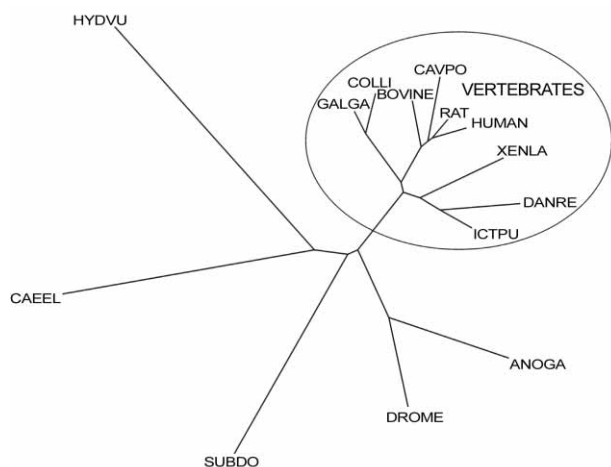 HYDVU
CAVPO
COLLI
BOVINE
VERTEBRATES
GALGA
RAT
HUMAN
XENLA
DANRE
ICTPU
CAEEL
ANOGA
DROME
SUBDO